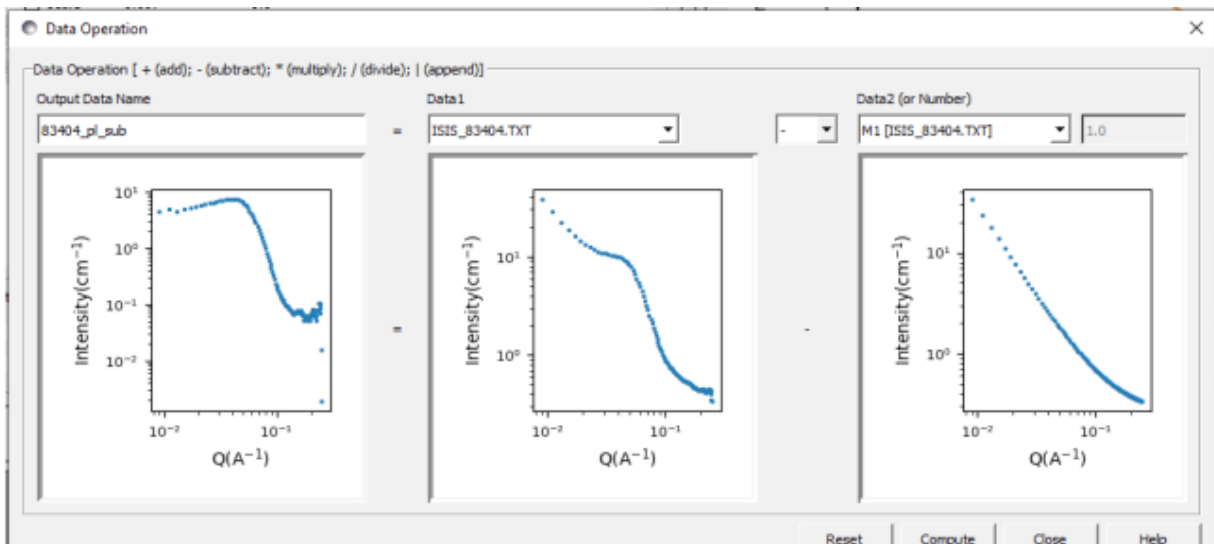 Data Operation
Data Operation [ + (add); - (subtract); * (multiply); / (divide); | (append)]
Output Data Name
Data1
Data2 (or Number)
83404_pl_sub
=
ISIS_83404.TXT
-
M1 [ISIS_83404.TXT]
1.0
Intensity(cm⁻¹)
10¹
10⁰
10⁻¹
10⁻²
10⁻²
10⁻¹
Q(A⁻¹)
=
Intensity(cm⁻¹)
10¹
10⁰
10⁻²
10⁻¹
Q(A⁻¹)
-
Intensity(cm⁻¹)
10¹
10⁰
10⁻²
10⁻¹
Q(A⁻¹)
Reset
Compute
Close
Help